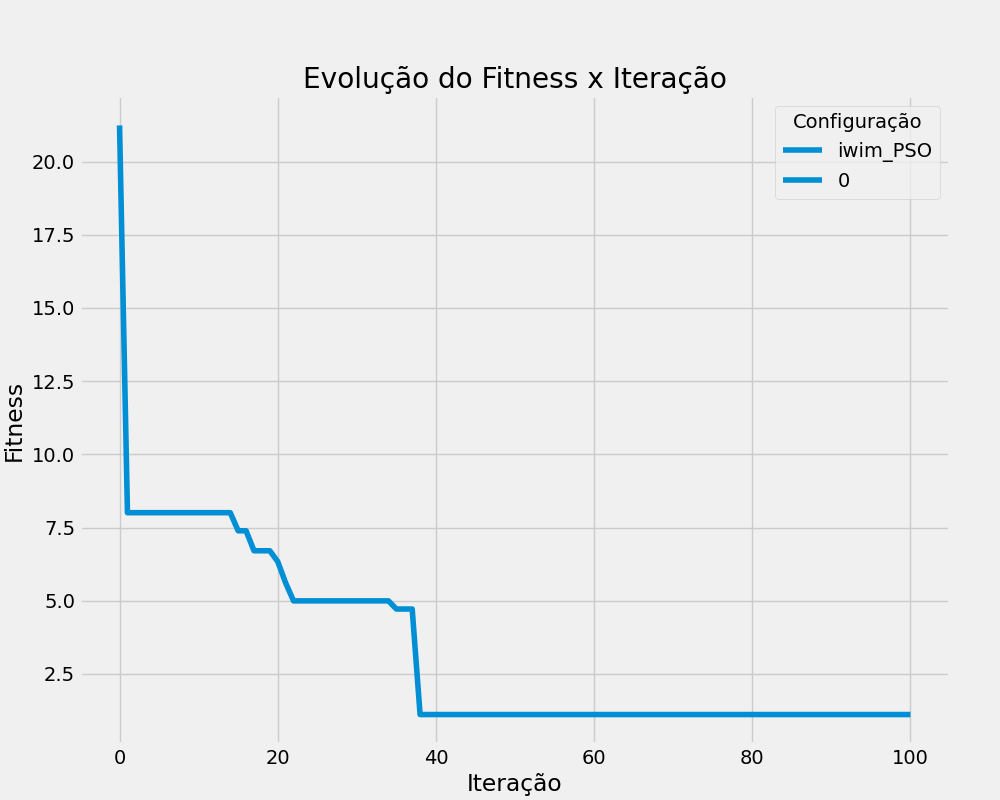 Evolução do Fitness x Iteração
Configuração
iwim_PSO
0
Fitness
20.0
17.5
15.0
12.5
10.0
7.5
5.0
2.5
0 20 40 60 80 100
Iteração